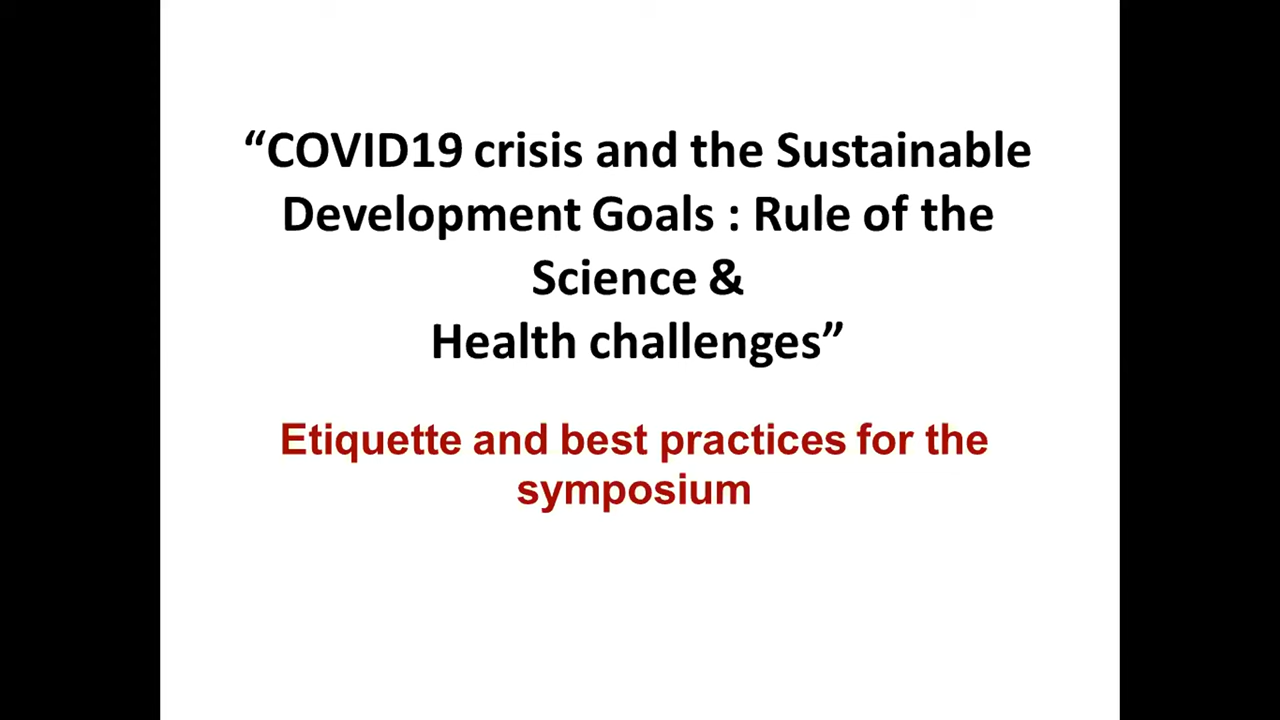 “COVID19 crisis and the Sustainable
Development Goals : Rule of the
Science &
Health challenges”
Etiquette and best practices for the
symposium